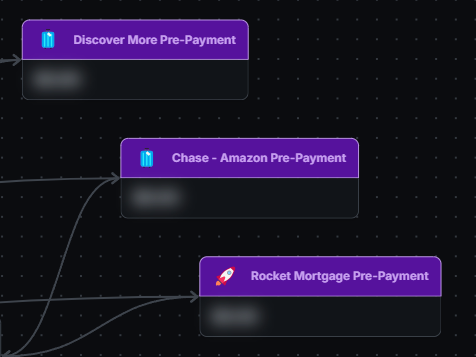 Discover More Pre-Payment
Chase - Amazon Pre-Payment
Rocket Mortgage Pre-Payment